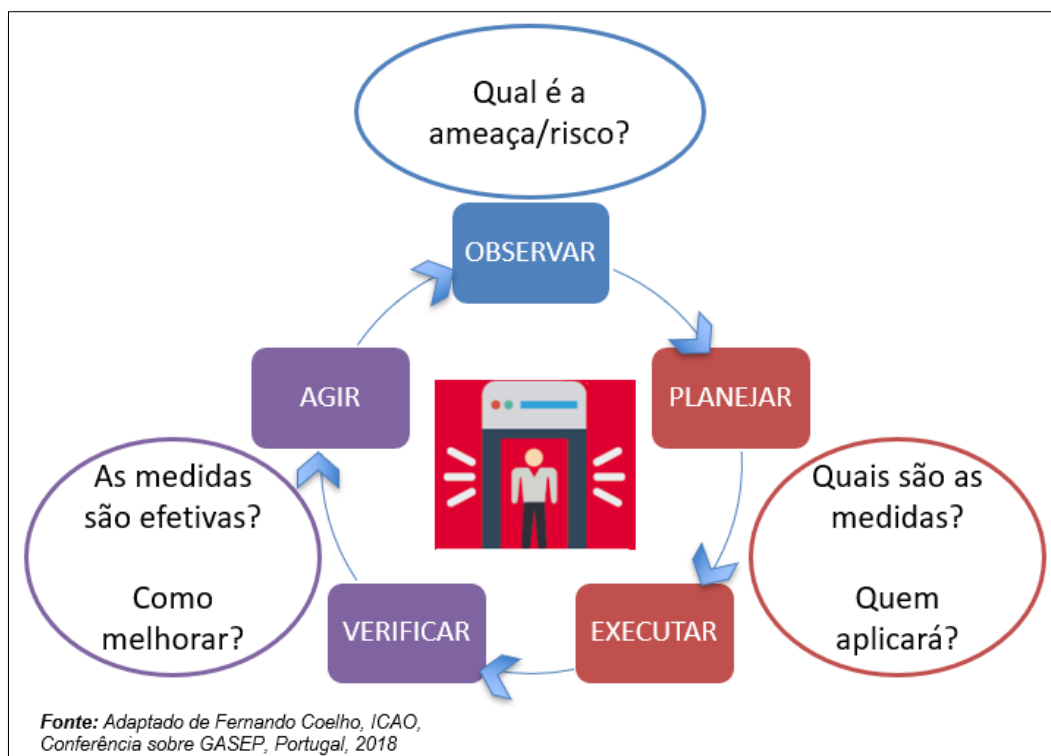 Qual é a
ameaça/risco?
OBSERVAR
AGIR
PLANEJAR
As medidas
são efetivas?
Como
melhorar?
Quais são as
medidas?
Quem
aplicará?
VERIFICAR
EXECUTAR
Fonte: Adaptado de Fernando Coelho, ICAO,
Conferência sobre GASEP, Portugal, 2018